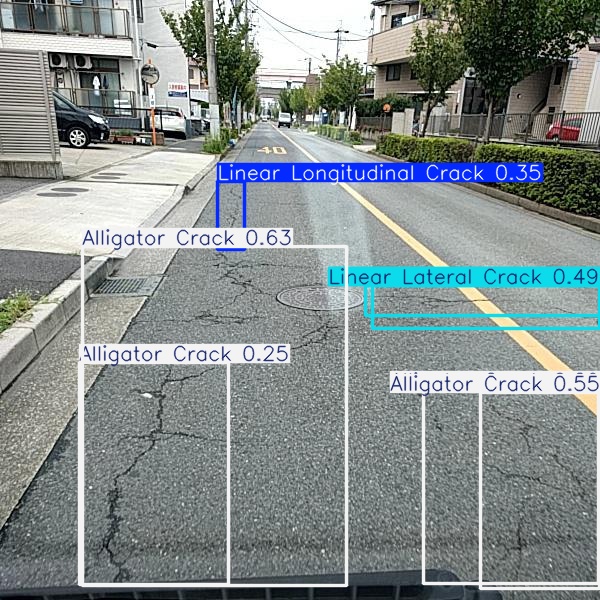 40
Linear Longitudinal Crack 0.35
Alligator Crack 0.63
Linear Lateral Crack 0.49
Alligator Crack 0.25
Alligator Crack 0.55